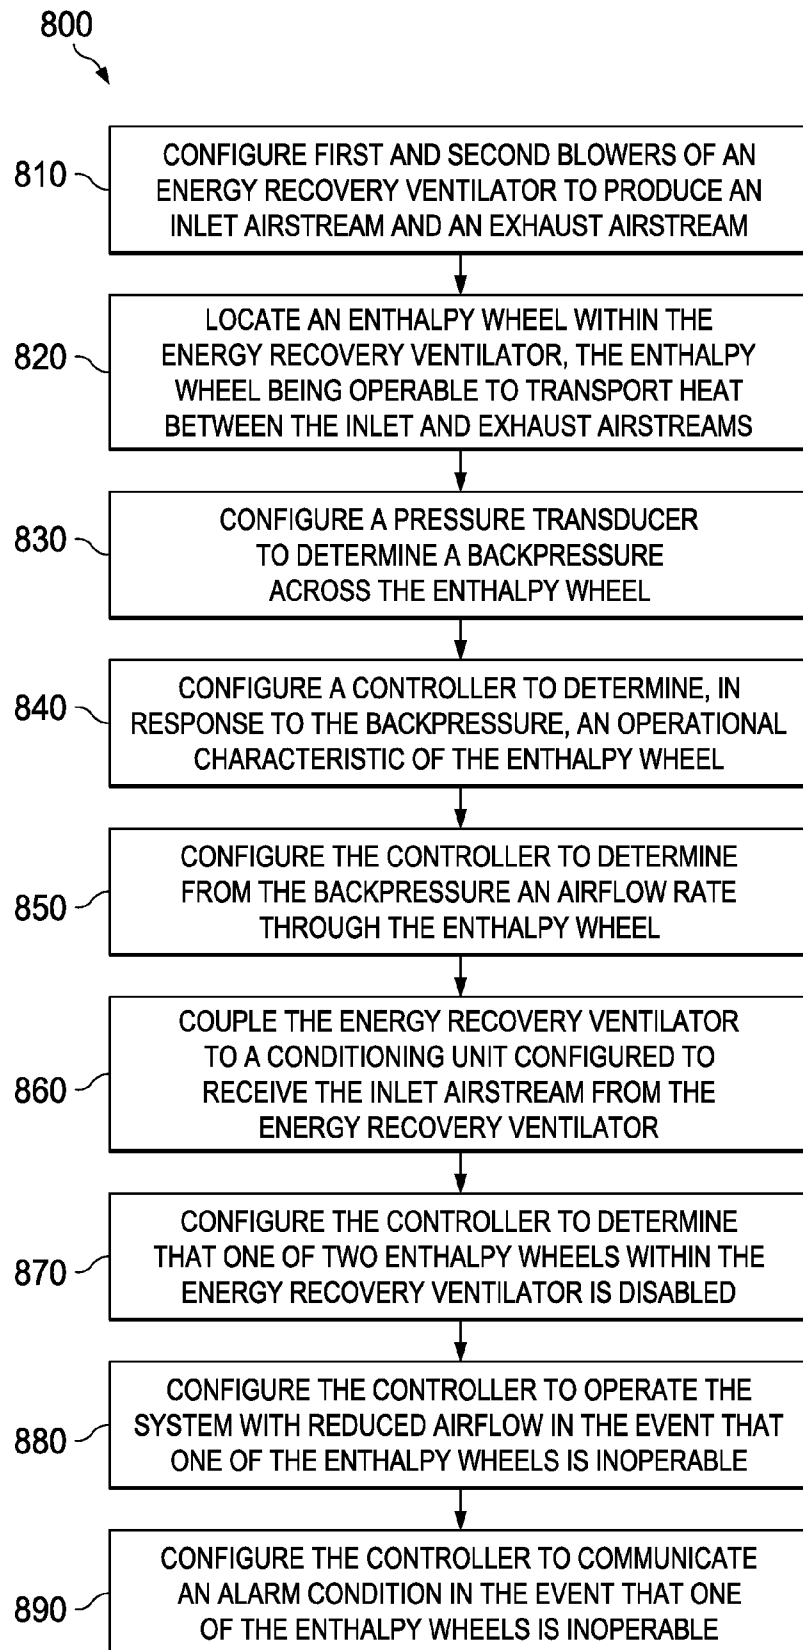 800
810
CONFIGURE FIRST AND SECOND BLOWERS OF AN
ENERGY RECOVERY VENTILATOR TO PRODUCE AN
INLET AIRSTREAM AND AN EXHAUST AIRSTREAM
820
LOCATE AN ENTHALPY WHEEL WITHIN THE
ENERGY RECOVERY VENTILATOR, THE ENTHALPY
WHEEL BEING OPERABLE TO TRANSPORT HEAT
BETWEEN THE INLET AND EXHAUST AIRSTREAMS
830
CONFIGURE A PRESSURE TRANSDUCER
TO DETERMINE A BACKPRESSURE
ACROSS THE ENTHALPY WHEEL
840
CONFIGURE A CONTROLLER TO DETERMINE, IN
RESPONSE TO THE BACKPRESSURE, AN OPERATIONAL
CHARACTERISTIC OF THE ENTHALPY WHEEL
850
CONFIGURE THE CONTROLLER TO DETERMINE
FROM THE BACKPRESSURE AN AIRFLOW RATE
THROUGH THE ENTHALPY WHEEL
860
COUPLE THE ENERGY RECOVERY VENTILATOR
TO A CONDITIONING UNIT CONFIGURED TO
RECEIVE THE INLET AIRSTREAM FROM THE
ENERGY RECOVERY VENTILATOR
870
CONFIGURE THE CONTROLLER TO DETERMINE
THAT ONE OF TWO ENTHALPY WHEELS WITHIN THE
ENERGY RECOVERY VENTILATOR IS DISABLED
880
CONFIGURE THE CONTROLLER TO OPERATE THE
SYSTEM WITH REDUCED AIRFLOW IN THE EVENT THAT
ONE OF THE ENTHALPY WHEELS IS INOPERABLE
890
CONFIGURE THE CONTROLLER TO COMMUNICATE
AN ALARM CONDITION IN THE EVENT THAT ONE
OF THE ENTHALPY WHEELS IS INOPERABLE